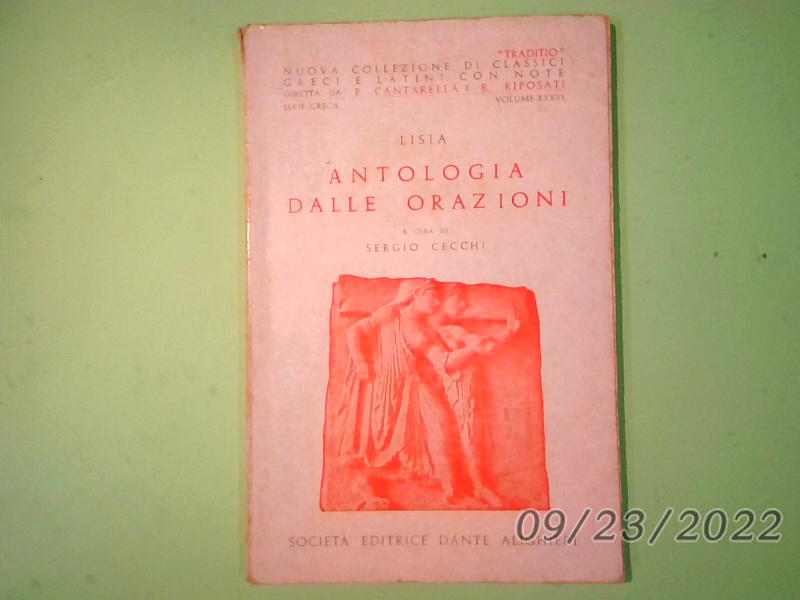 "TRADITIO"
NUOVA COLLEZIONE DI CLASSICI
GRECI E LATINI CON NOTE
DIRETTA DA R. CANTARELLA E B. RIPOSATI
SERIE GRECA VOLUME XXXVI
LISIA
ANTOLOGIA
DALLE ORAZIONI
A CURA DI
SERGIO CECCHI
SOCIETÀ EDITRICE DANTE ALIGHIERI
09/23/2022